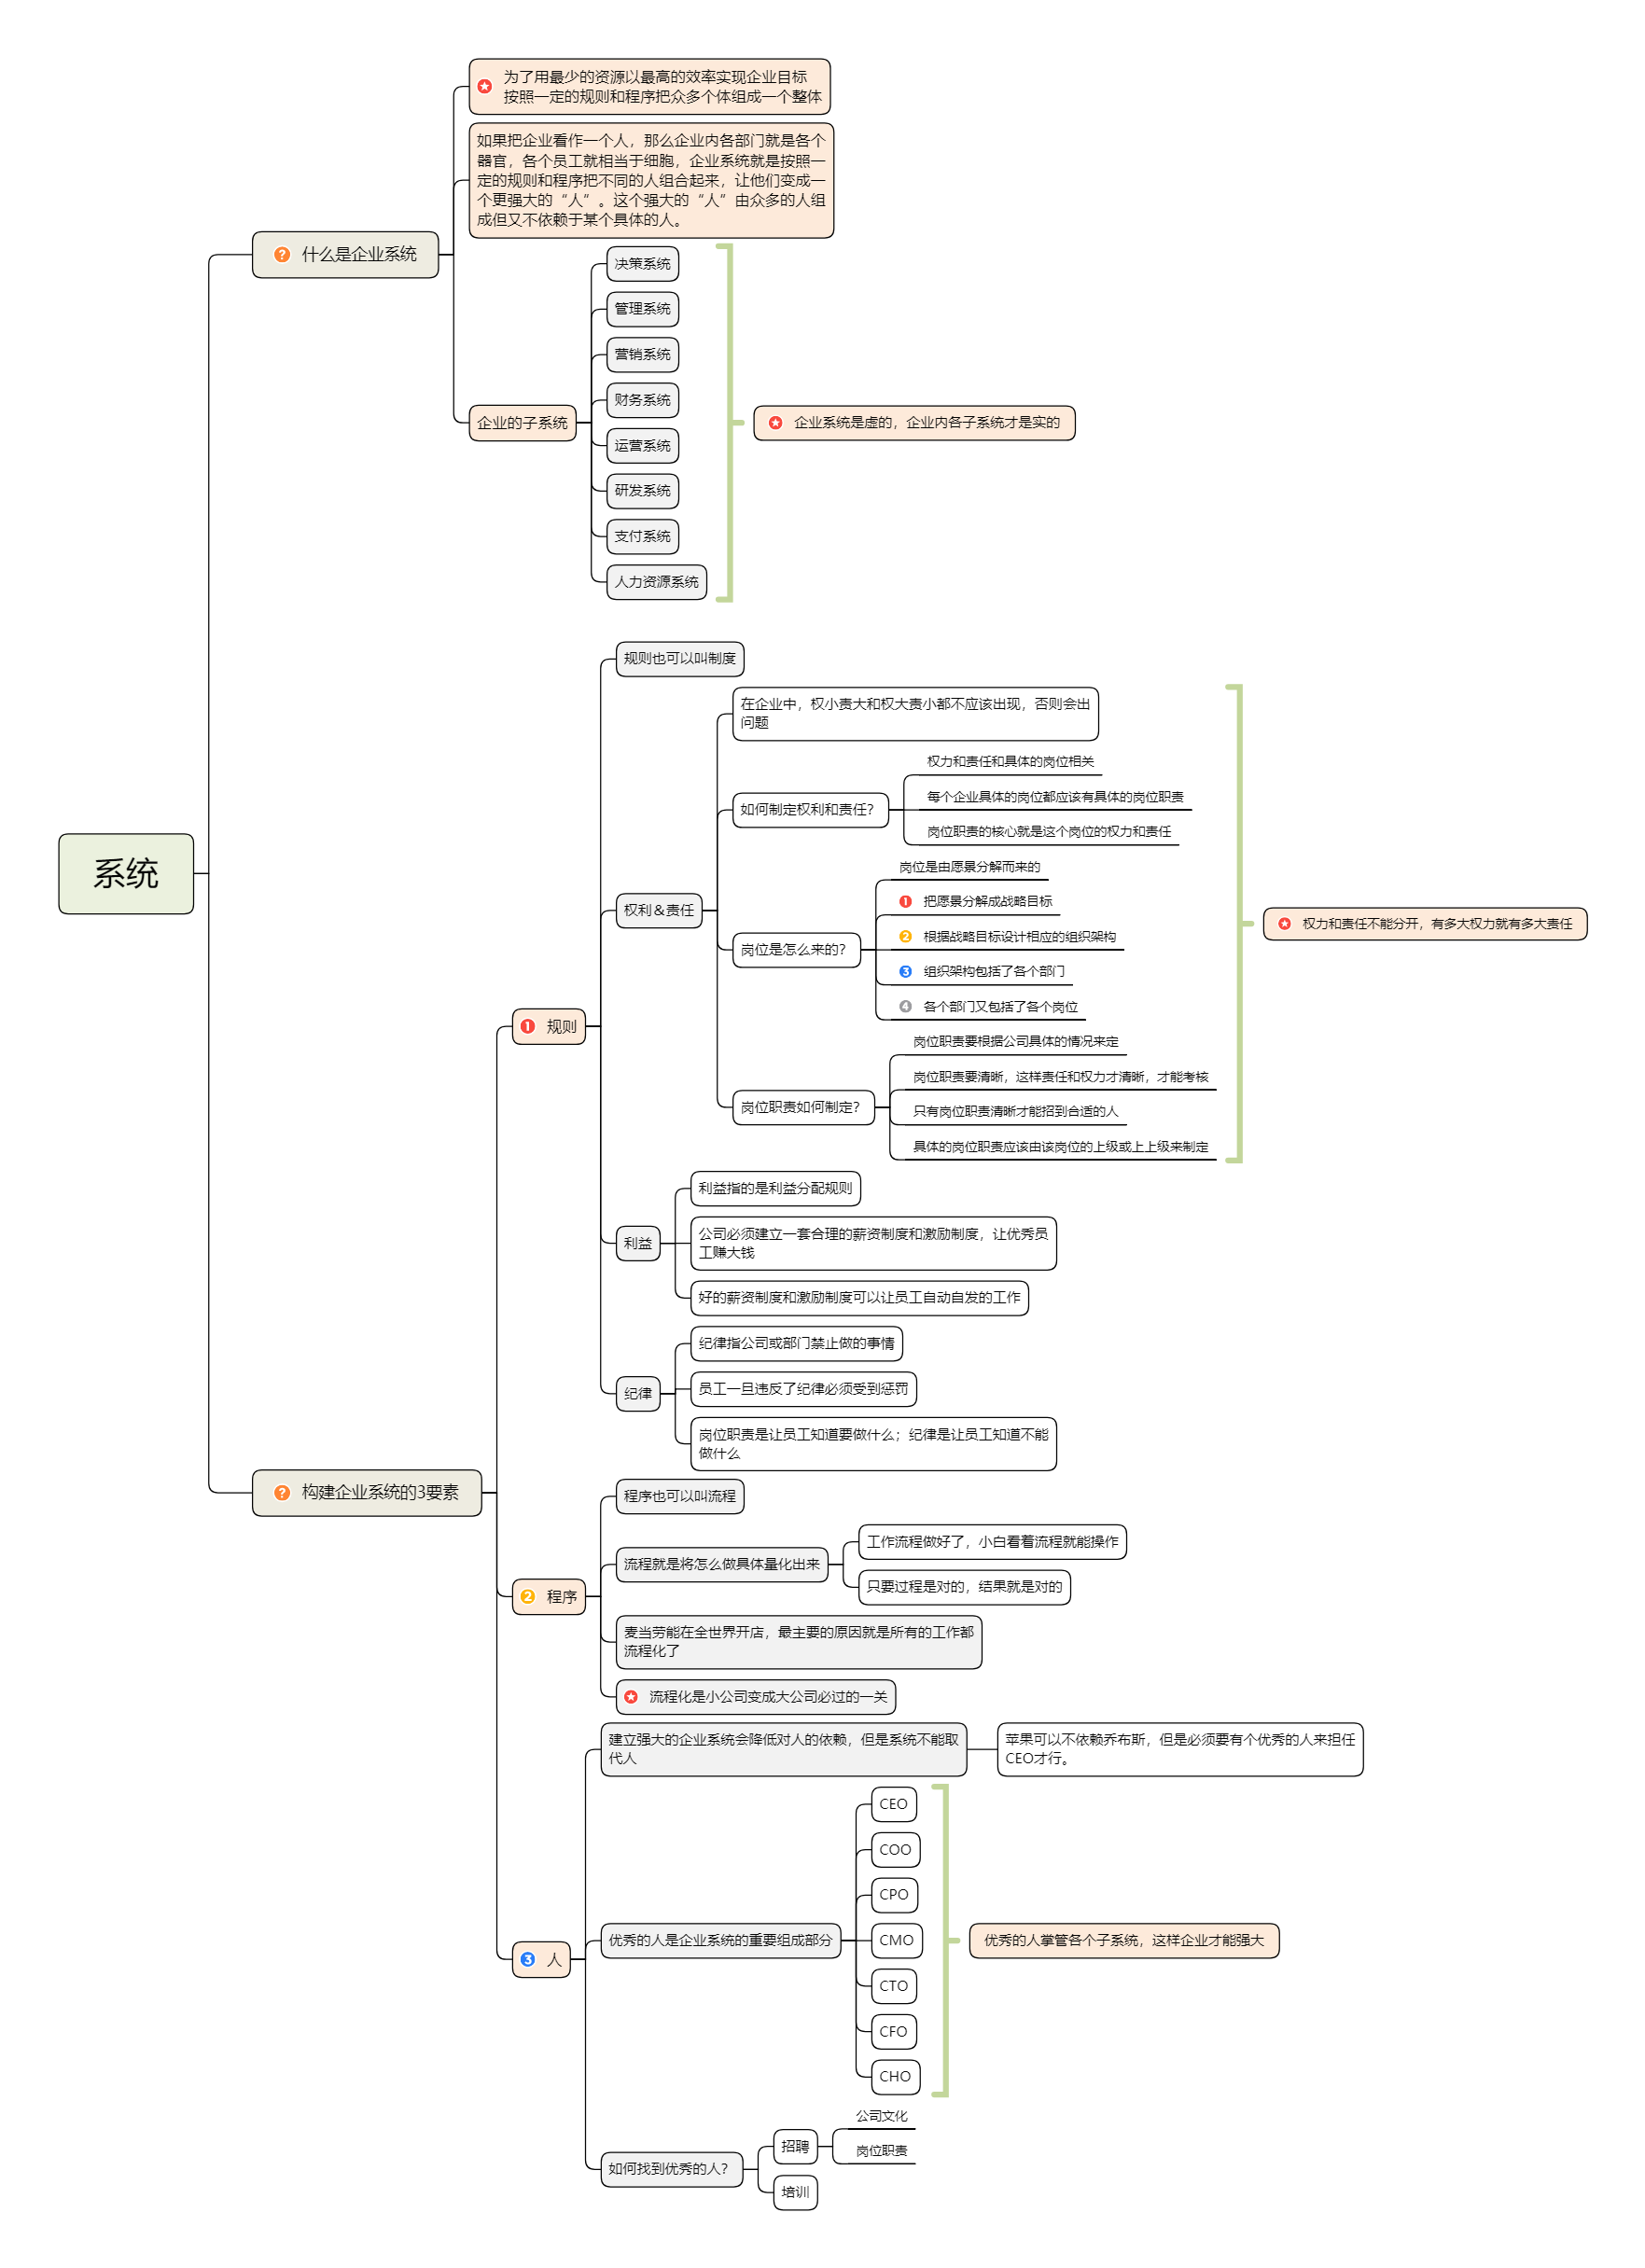 系统
什么是企业系统
为了用最少的资源以最高的效率实现企业目标
按照一定的规则和程序把众多个体组成一个整体
如果把企业看作一个人，那么企业内各部门就是各个
器官，各个员工就相当于细胞，企业系统就是按照一
定的规则和程序把不同的人组合起来，让他们变成一
个更强大的“人”。这个强大的“人”由众多的人组
成但又不依赖于某个具体的人。
企业的子系统
决策系统
管理系统
营销系统
财务系统
运营系统
研发系统
支付系统
人力资源系统
企业系统是虚的，企业内各子系统才是实的
构建企业系统的3要素
1 规则
规则也可以叫制度
权利＆责任
在企业中，权小责大和权大责小都不应该出现，否则会出
问题
如何制定权利和责任？
权力和责任和具体的岗位相关
每个企业具体的岗位都应该有具体的岗位职责
岗位职责的核心就是这个岗位的权力和责任
岗位是怎么来的？
岗位是由愿景分解而来的
1 把愿景分解成战略目标
2 根据战略目标设计相应的组织架构
3 组织架构包括了各个部门
4 各个部门又包括了各个岗位
岗位职责如何制定？
岗位职责要根据公司具体的情况来定
岗位职责要清晰，这样责任和权力才清晰，才能考核
只有岗位职责清晰才能招到合适的人
具体的岗位职责应该由该岗位的上级或上上级来制定
权力和责任不能分开，有多大权力就有多大责任
利益
利益指的是利益分配规则
公司必须建立一套合理的薪资制度和激励制度，让优秀员
工赚大钱
好的薪资制度和激励制度可以让员工自动自发的工作
纪律
纪律指公司或部门禁止做的事情
员工一旦违反了纪律必须受到惩罚
岗位职责是让员工知道要做什么；纪律是让员工知道不能
做什么
2 程序
程序也可以叫流程
流程就是将怎么做具体量化出来
工作流程做好了，小白看着流程就能操作
只要过程是对的，结果就是对的
麦当劳能在全世界开店，最主要的原因就是所有的工作都
流程化了
流程化是小公司变成大公司必过的一关
3 人
建立强大的企业系统会降低对人的依赖，但是系统不能取
代人
苹果可以不依赖乔布斯，但是必须要有个优秀的人来担任
CEO才行。
优秀的人是企业系统的重要组成部分
CEO
COO
CPO
CMO
CTO
CFO
CHO
优秀的人掌管各个子系统，这样企业才能强大
如何找到优秀的人？
招聘
公司文化
岗位职责
培训